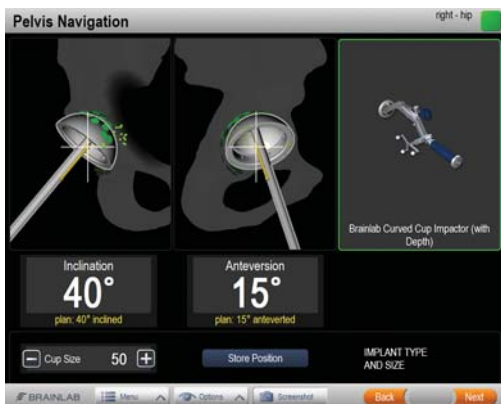 Pelvis Navigation
right - hip
Brainlab Curved Cup Impactor (with
Depth)
Inclination
40°
plan: 40° inclined
Anteversion
15°
plan: 15° anteverted
Cup Size 50
Store Position
IMPLANT TYPE
AND SIZE
BRAINLAB
Menu
Options
Screenshot
Back
Next